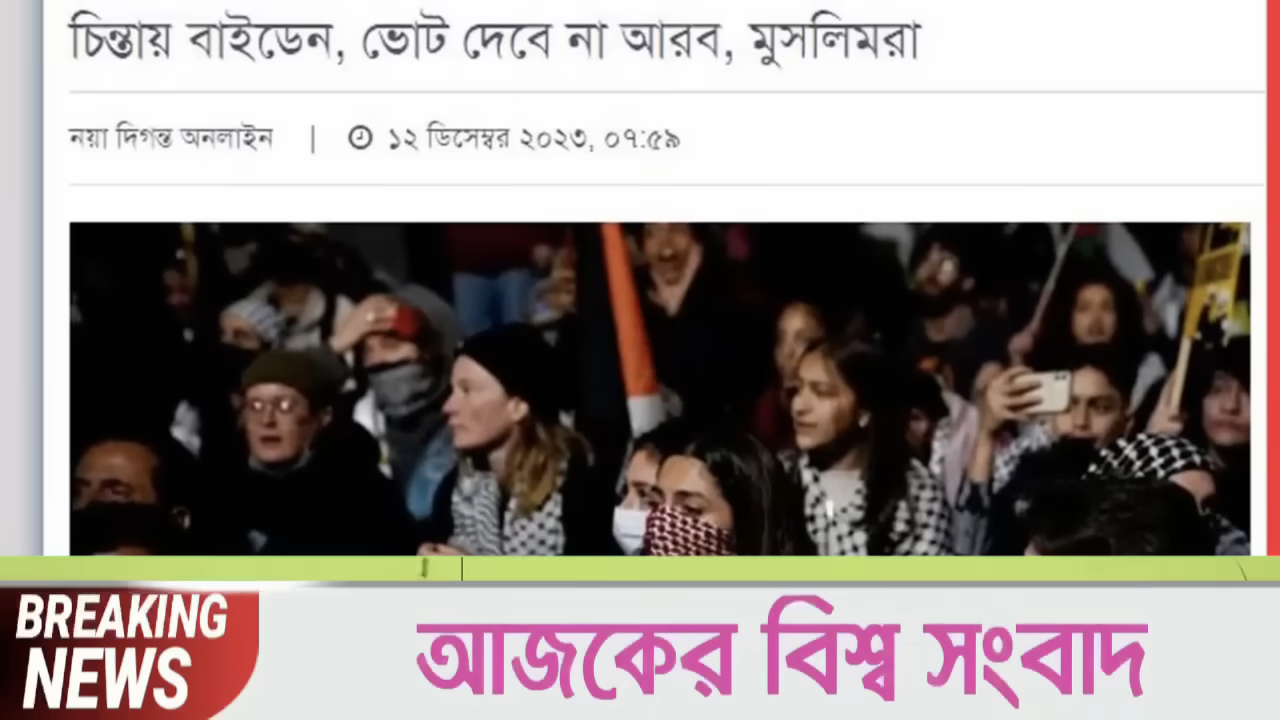 চিন্তায় বাইডেন, ভোট দেবে না আরব, মুসলিমরা
নয়া দিগন্ত অনলাইন | ১২ ডিসেম্বর ২০২৩, ০৭:৫৯
BREAKING
NEWS
আজকের বিশ্ব সংবাদ